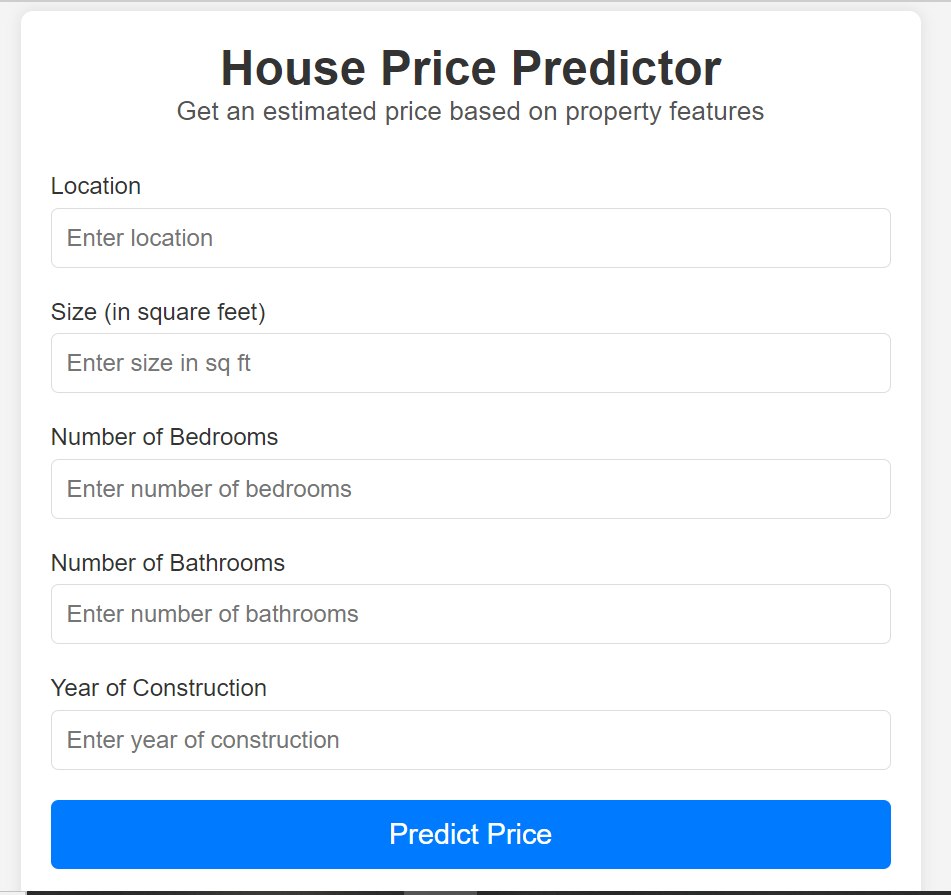 House Price Predictor
Get an estimated price based on property features
Location
Enter location
Size (in square feet)
Enter size in sq ft
Number of Bedrooms
Enter number of bedrooms
Number of Bathrooms
Enter number of bathrooms
Year of Construction
Enter year of construction
Predict Price